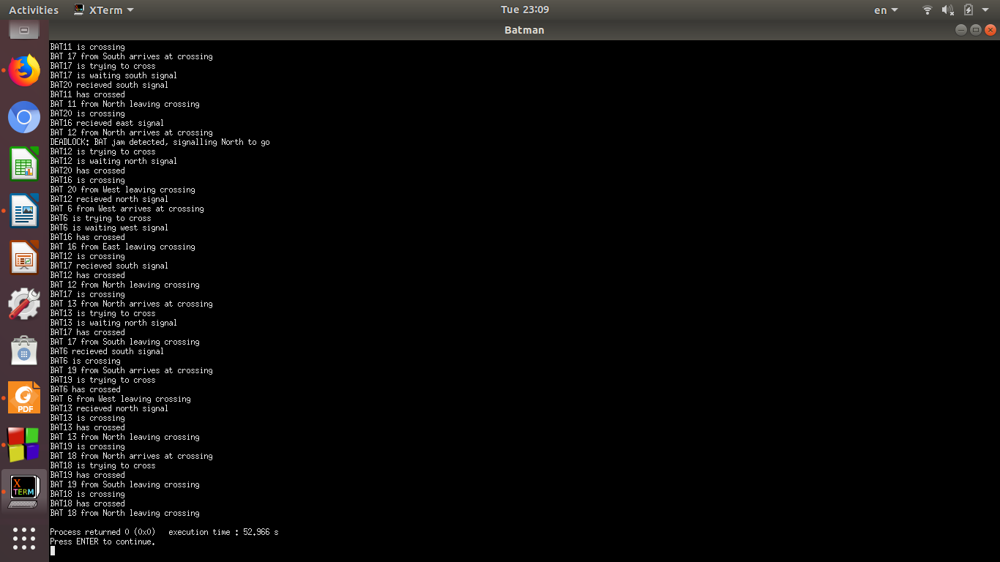 Activities
XTerm
Tue 23:09
en
Batman
BAT11 is crossing
BAT 17 from South arrives at crossing
BAT17 is trying to cross
BAT17 is waiting south signal
BAT20 recieved south signal
BAT11 has crossed
BAT 11 from North leaving crossing
BAT20 is crossing
BAT16 recieved east signal
BAT 12 from North arrives at crossing
DEADLOCK: BAT jam detected, signalling North to go
BAT12 is trying to cross
BAT12 is waiting north signal
BAT20 has crossed
BAT16 is crossing
BAT 20 from West leaving crossing
BAT12 recieved north signal
BAT 6 from West arrives at crossing
BAT6 is trying to cross
BAT6 is waiting west signal
BAT16 has crossed
BAT 16 from East leaving crossing
BAT12 is crossing
BAT17 recieved south signal
BAT12 has crossed
BAT 12 from North leaving crossing
BAT17 is crossing
BAT 13 from North arrives at crossing
BAT13 is trying to cross
BAT13 is waiting north signal
BAT17 has crossed
BAT 17 from South leaving crossing
BAT6 recieved south signal
BAT6 is crossing
BAT 19 from South arrives at crossing
BAT19 is trying to cross
BAT6 has crossed
BAT 6 from West leaving crossing
BAT13 recieved north signal
BAT13 is crossing
BAT13 has crossed
BAT 13 from North leaving crossing
BAT19 is crossing
BAT 18 from North arrives at crossing
BAT18 is trying to cross
BAT19 has crossed
BAT 19 from South leaving crossing
BAT18 is crossing
BAT18 has crossed
BAT 18 from North leaving crossing
Process returned 0 (0x0)   execution time : 52.966 s
Press ENTER to continue.
PDF
X
TERM